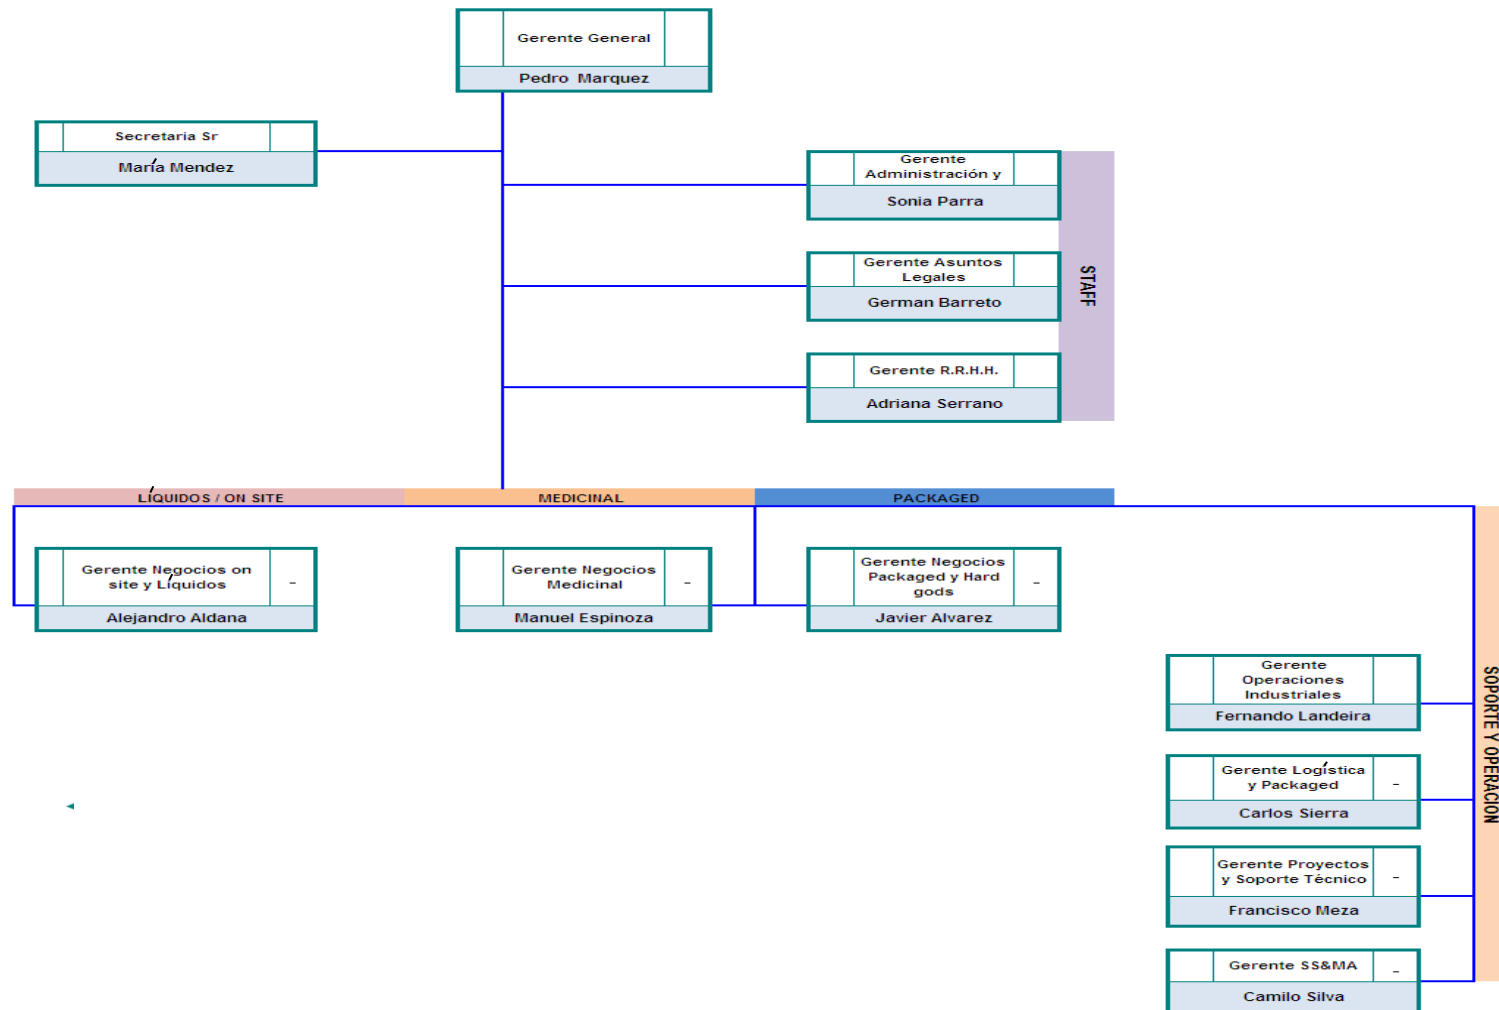 Gerente General
Pedro Marquez
Secretaria Sr
María Mendez
Gerente
Administración y
Sonia Parra
Gerente Asuntos
Legales
German Barreto
Gerente R.R.H.H.
Adriana Serrano
STAFF
LÍQUIDOS / ON SITE
MEDICINAL
PACKAGED
Gerente Negocios on
site y Líquidos
-
Alejandro Aldana
Gerente Negocios
Medicinal
-
Manuel Espinoza
Gerente Negocios
Packaged y Hard
gods
-
Javier Alvarez
Gerente
Operaciones
Industriales
Fernando Landeira
Gerente Logística
y Packaged
-
Carlos Sierra
Gerente Proyectos
y Soporte Técnico
-
Francisco Meza
Gerente SS&MA
-
Camilo Silva
SOPORTE Y OPERACION